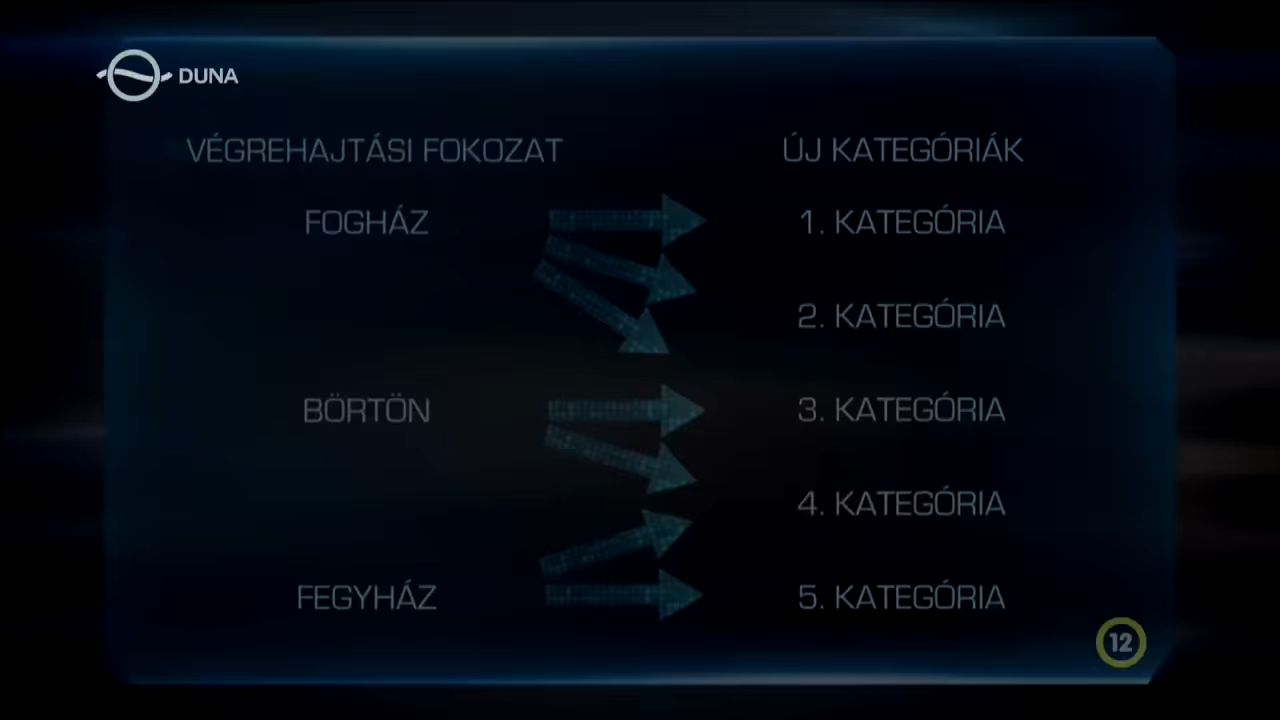 DUNA
VÉGREHAJTÁSI FOKOZAT
ÚJ KATEGÓRIÁK
FOGHÁZ
1. KATEGÓRIA
2. KATEGÓRIA
BÖRTÖN
3. KATEGÓRIA
4. KATEGÓRIA
FEGYHÁZ
5. KATEGÓRIA
12